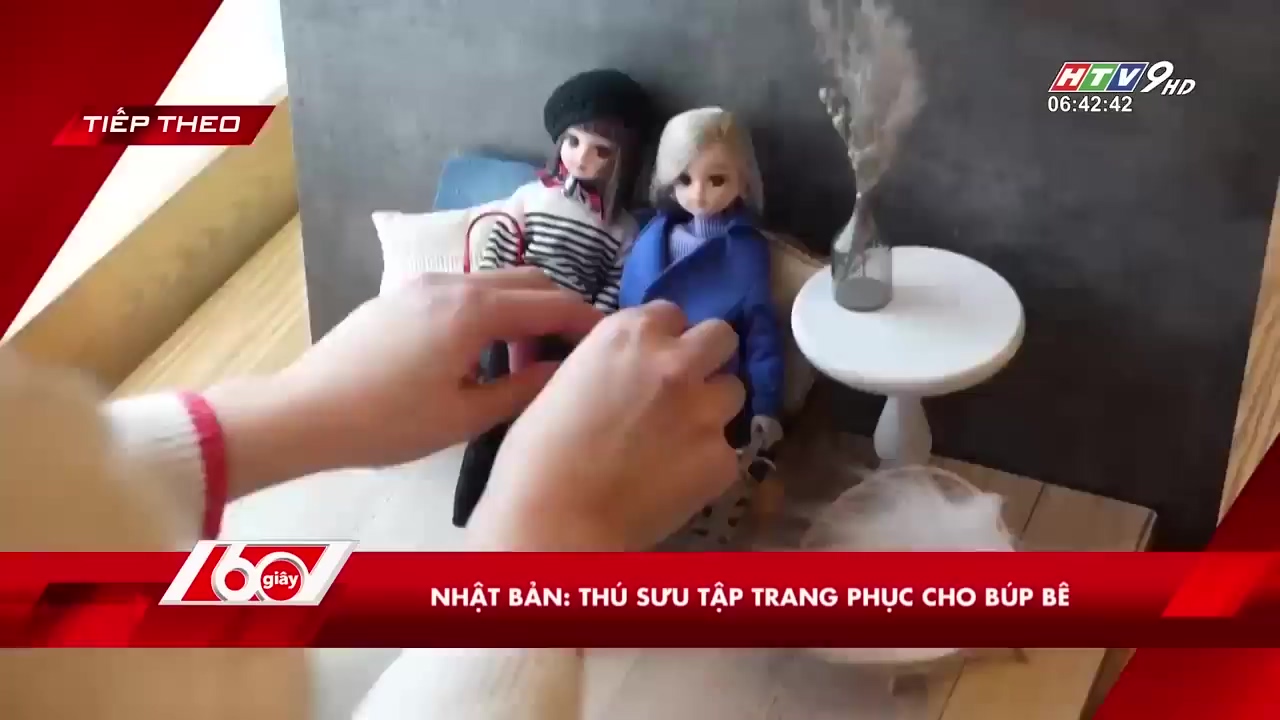 TIẾP THEO
HTV9HD
06:42:42
60 giây
NHẬT BẢN: THÚ SƯU TẬP TRANG PHỤC CHO BÚP BÊ